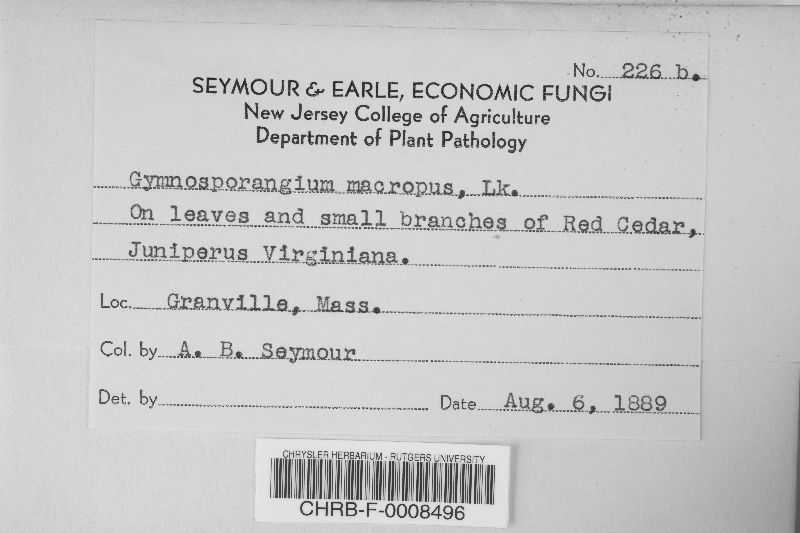 No. 226 b.
SEYMOUR & EARLE, ECONOMIC FUNGI
New Jersey College of Agriculture
Department of Plant Pathology
Gymnosporangium macropus, Lk.
On leaves and small branches of Red Cedar,
Juniperus Virginiana.
Loc. Granville, Mass.
Col. by A. B. Seymour
Det. by Date Aug. 6, 1889
CHRYSLER HERBARIUM - RUTGERS UNIVERSITY
CHRB-F-0008496